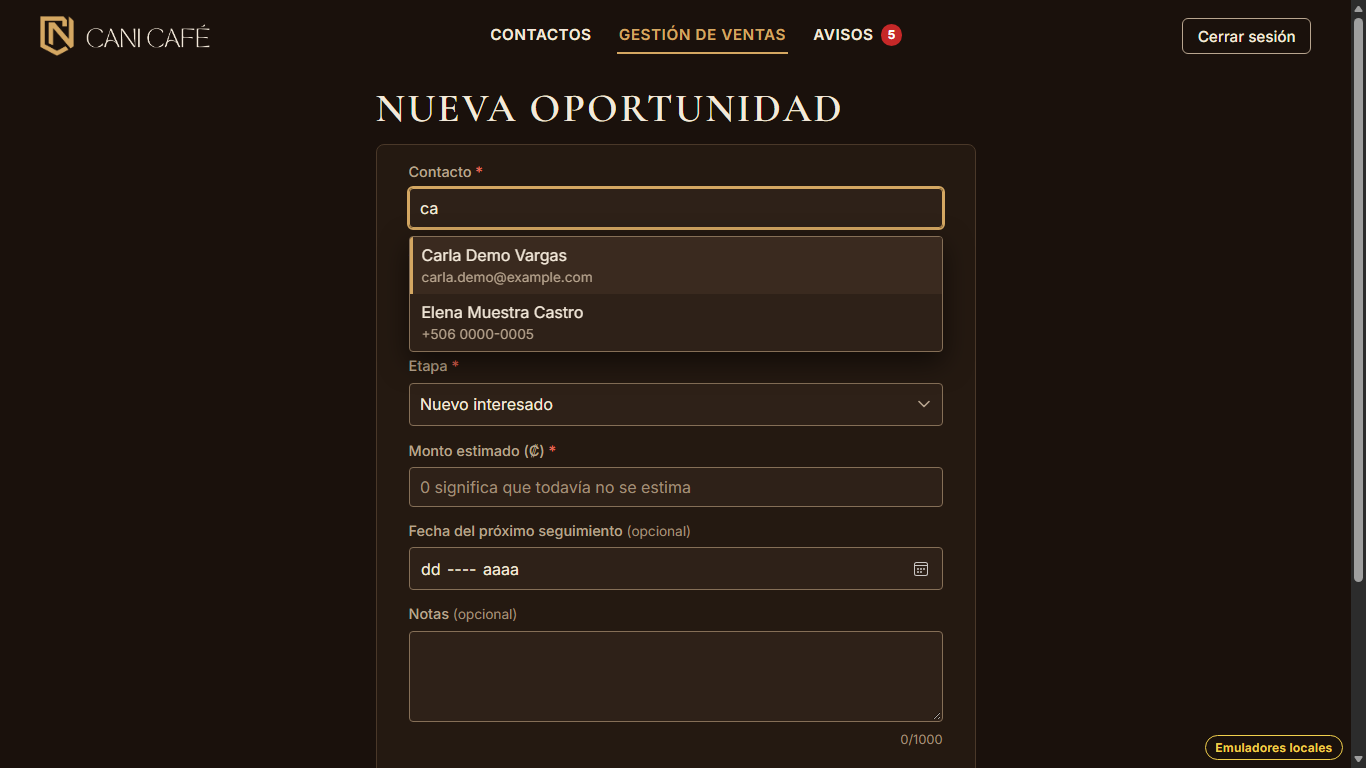 CANI CAFÉ
CONTACTOS GESTIÓN DE VENTAS AVISOS 5
Cerrar sesión
NUEVA OPORTUNIDAD
Contacto *
ca
Carla Demo Vargas
carla.demo@example.com
Elena Muestra Castro
+506 0000-0005
Etapa *
Nuevo interesado
Monto estimado (₡) *
0 significa que todavía no se estima
Fecha del próximo seguimiento (opcional)
dd ---- aaaa
Notas (opcional)
0/1000
Emuladores locales